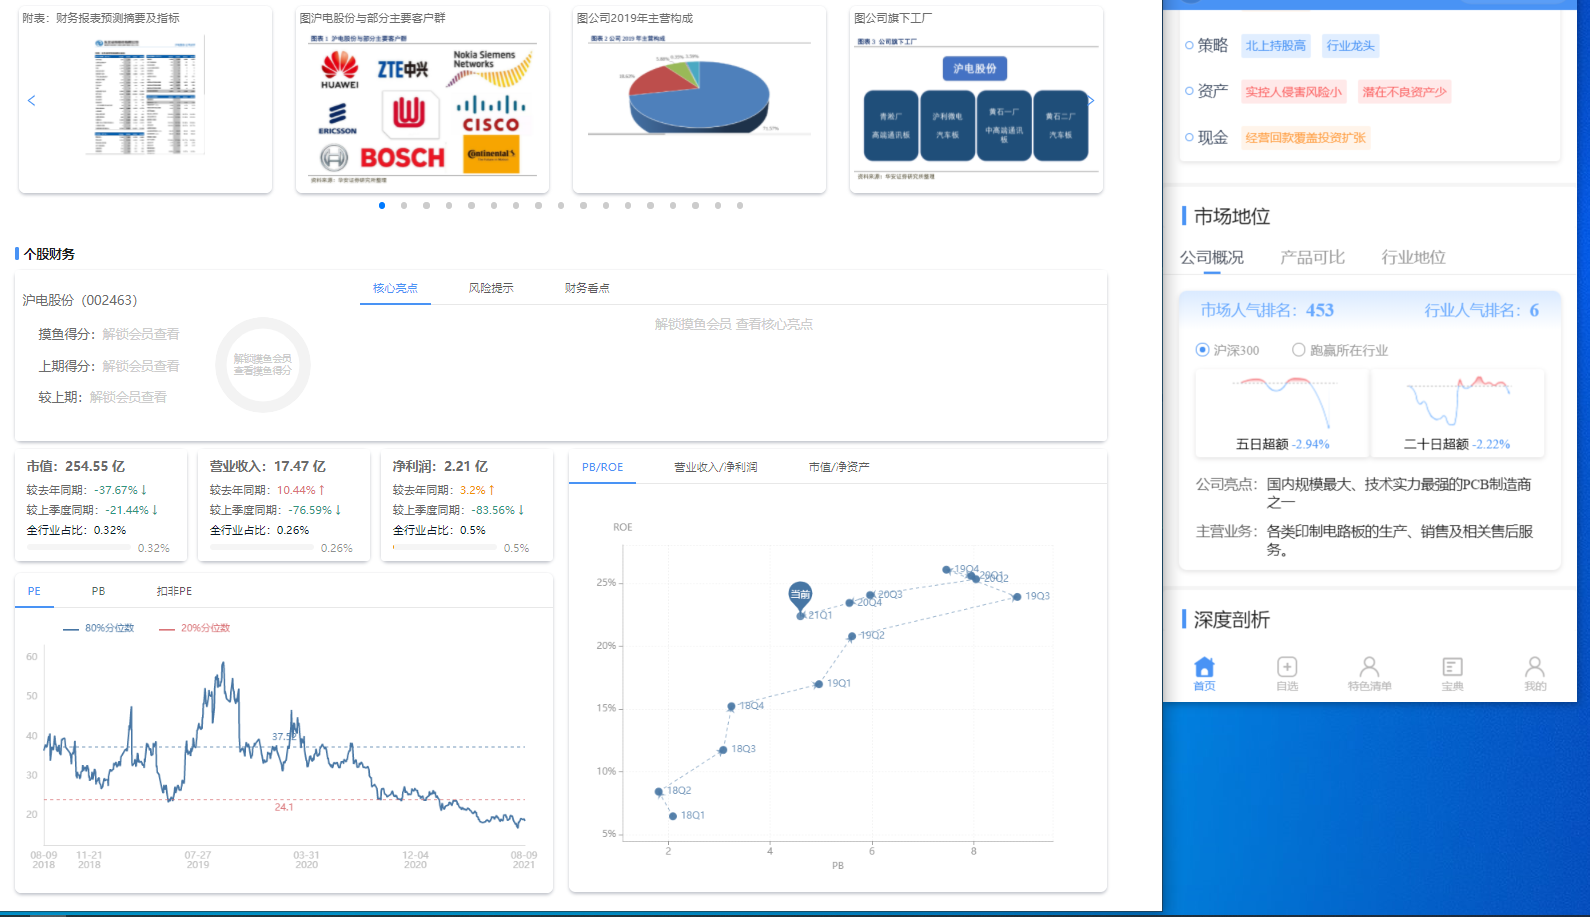 附表：财务报表预测摘要及指标
图沪电股份与部分主要客户群
图表 1 沪电股份与部分主要客户群
HUAWEI
ZTE中兴
Nokia Siemens
Networks
ERICSSON
CISCO
BOSCH
Continental
资料来源：华安证券研究所整理
图公司2019年主营构成
图表 2 公司 2019 年主营构成
图公司旗下工厂
图表 3 公司旗下工厂
沪电股份
青淞厂
高端通讯板
沪利微电
汽车板
黄石一厂
中高端通讯
板
黄石二厂
汽车板
资料来源：华安证券研究所整理
个股财务
沪电股份（002463）
摸鱼得分：解锁会员查看
上期得分：解锁会员查看
较上期：解锁会员查看
解锁摸鱼会员
查看摸鱼得分
核心亮点
风险提示
财务看点
解锁摸鱼会员 查看核心亮点
市值：254.55 亿
较去年同期：-37.67%↓
较上季度同期：-21.44%↓
全行业占比：0.32%
0.32%
营业收入：17.47 亿
较去年同期：10.44%↑
较上季度同期：-76.59%↓
全行业占比：0.26%
0.26%
净利润：2.21 亿
较去年同期：3.2%↑
较上季度同期：-83.56%↓
全行业占比：0.5%
0.5%
PE
PB
扣非PE
80%分位数
20%分位数
60
50
40
30
20
37.52
24.1
08-09
2018
11-21
2018
07-27
2019
03-31
2020
12-04
2020
08-09
2021
PB/ROE
营业收入/净利润
市值/净资产
ROE
25%
20%
15%
10%
5%
2
4
6
8
PB
当前
21Q1
20Q4
20Q3
20Q2
20Q1
19Q4
19Q3
19Q2
19Q1
18Q4
18Q3
18Q2
18Q1
策略
北上持股高
行业龙头
资产
实控人侵害风险小
潜在不良资产少
现金
经营回款覆盖投资扩张
市场地位
公司概况
产品可比
行业地位
市场人气排名：453
行业人气排名：6
沪深300
跑赢所在行业
五日超额 -2.94%
二十日超额 -2.22%
公司亮点：国内规模最大、技术实力最强的PCB制造商
之一
主营业务：各类印制电路板的生产、销售及相关售后服
务。
深度剖析
首页
自选
特色清单
宝典
我的